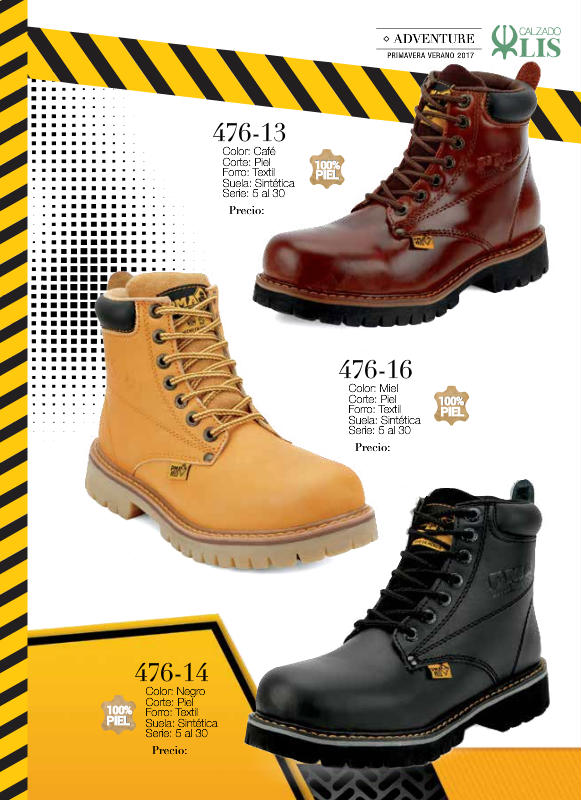 ADVENTURE
PRIMAVERA VERANO 2017
CALZADO
LIS
476-13
Color: Café
Corte: Piel
Forro: Textil
Suela: Sintética
Serie: 5 al 30
Precio:
100%
PIEL
476-16
Color: Miel
Corte: Piel
Forro: Textil
Suela: Sintética
Serie: 5 al 30
Precio:
100%
PIEL
476-14
Color: Negro
Corte: Piel
Forro: Textil
Suela: Sintética
Serie: 5 al 30
Precio:
100%
PIEL